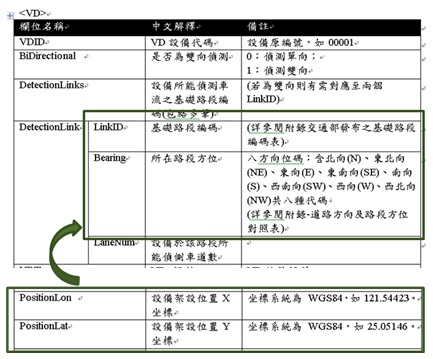 <VD>
欄位名稱 中文解釋 備註
VDID VD 設備代碼 設備原編號，如 00001
BiDirectional 是否為雙向偵測 0：偵測單向；
1：偵測雙向
DetectionLinks 設備所能偵測車 (若為雙向則有需對應至兩個
流之基礎路段編 LinkID)
碼(包絡多筆)
DetectionLink LinkID 基礎路段編碼 (詳參閱附錄交通部發布之基礎路段
編碼表)
Bearing 所在路段方位 八方向位碼：含北向(N)、東北向
(NE)、東向(E)、東南向(SE)、南向
(S)、西南向(SW)、西向(W)、西北向
(NW)共八種代碼
(詳參閱附錄-道路方向及路段方位
對照表)
LaneNum 設備於該路段所
能偵側車道數
PositionLon 設備架設位置 X 坐標系統為 WGS84，如 121.54423。
坐標
PositionLat 設備架設位置 Y 坐標系統為 WGS84，如 25.05146。
坐標